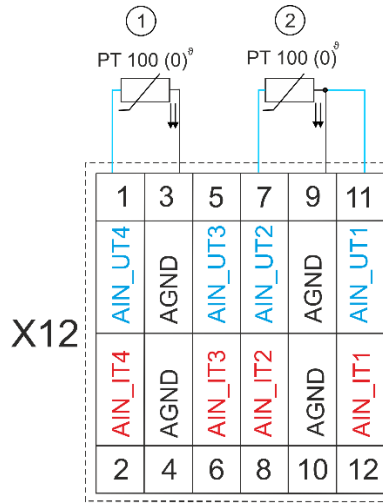 1 2
PT 100 (0)ϑ PT 100 (0)ϑ
1 3 5 7 9 11
AIN_UT4 AGND AIN_UT3 AIN_UT2 AGND AIN_UT1
X12
AIN_IT4 AGND AIN_IT3 AIN_IT2 AGND AIN_IT1
2 4 6 8 10 12